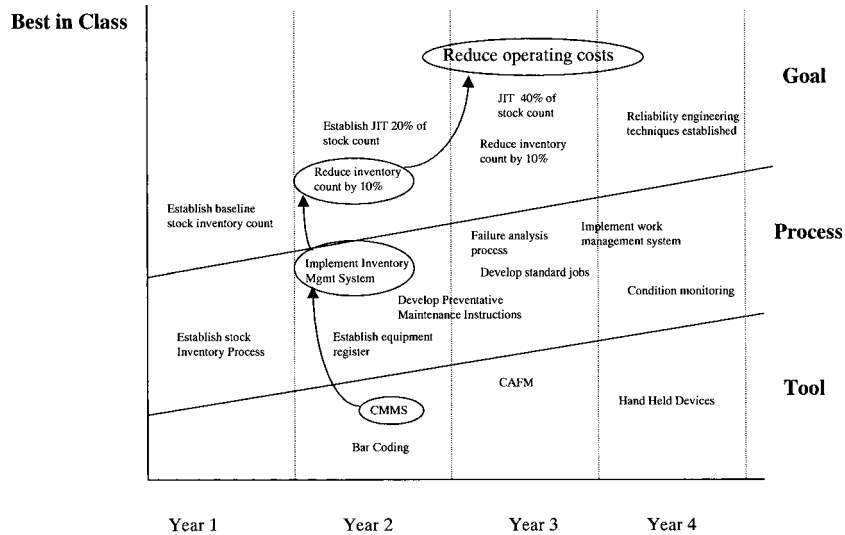 Best in Class
Reduce operating costs
Goal
JIT 40% of
stock count
Establish JIT 20% of
stock count
Reliability engineering
techniques established
Reduce inventory
count by 10%
Reduce inventory
count by 10%
Establish baseline
stock inventory count
Process
Implement work
management system
Failure analysis
process
Implement Inventory
Mgmt System
Develop standard jobs
Condition monitoring
Develop Preventative
Maintenance Instructions
Establish stock
Inventory Process
Establish equipment
register
Tool
CAFM
Hand Held Devices
CMMS
Bar Coding
Year 1
Year 2
Year 3
Year 4